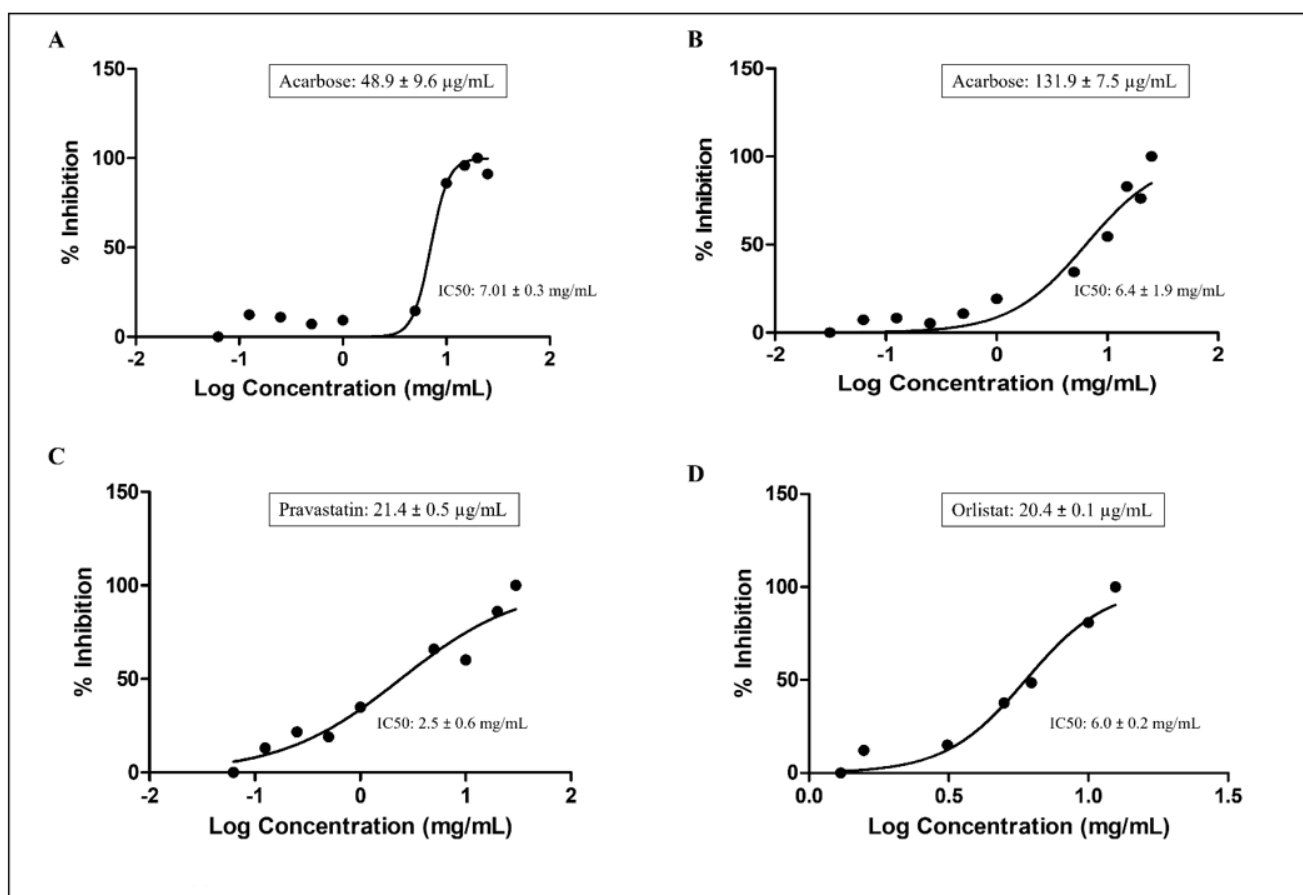 A
150
Acarbose: 48.9 ± 9.6 µg/mL
100
% Inhibition
50
IC50: 7.01 ± 0.3 mg/mL
0
-2
-1
0
1
2
Log Concentration (mg/mL)
B
150
Acarbose: 131.9 ± 7.5 µg/mL
100
% Inhibition
50
IC50: 6.4 ± 1.9 mg/mL
0
-2
-1
0
1
2
Log Concentration (mg/mL)
C
150
Pravastatin: 21.4 ± 0.5 µg/mL
100
% Inhibition
50
IC50: 2.5 ± 0.6 mg/mL
0
-2
-1
0
1
2
Log Concentration (mg/mL)
D
150
Orlistat: 20.4 ± 0.1 µg/mL
100
% Inhibition
50
IC50: 6.0 ± 0.2 mg/mL
0
0.0
0.5
1.0
1.5
Log Concentration (mg/mL)